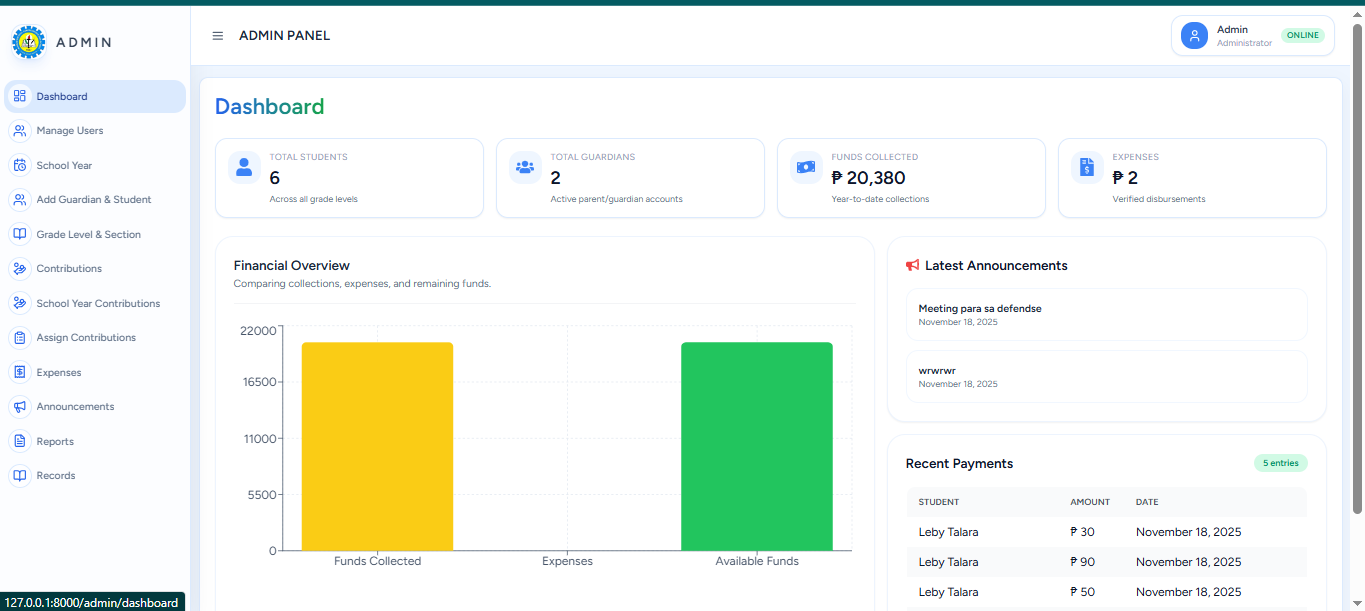 ADMIN
Dashboard
Manage Users
School Year
Add Guardian & Student
Grade Level & Section
Contributions
School Year Contributions
Assign Contributions
Expenses
Announcements
Reports
Records
127.0.0.1:8000/admin/dashboard
ADMIN PANEL
Admin
Administrator
ONLINE
Dashboard
TOTAL STUDENTS
6
Across all grade levels
TOTAL GUARDIANS
2
Active parent/guardian accounts
FUNDS COLLECTED
₱ 20,380
Year-to-date collections
EXPENSES
₱ 2
Verified disbursements
Financial Overview
Comparing collections, expenses, and remaining funds.
22000
16500
11000
5500
0
Funds Collected Expenses Available Funds
Latest Announcements
Meeting para sa defendse
November 18, 2025
wrwrwr
November 18, 2025
Recent Payments
5 entries
STUDENT AMOUNT DATE
Leby Talara ₱ 30 November 18, 2025
Leby Talara ₱ 90 November 18, 2025
Leby Talara ₱ 50 November 18, 2025